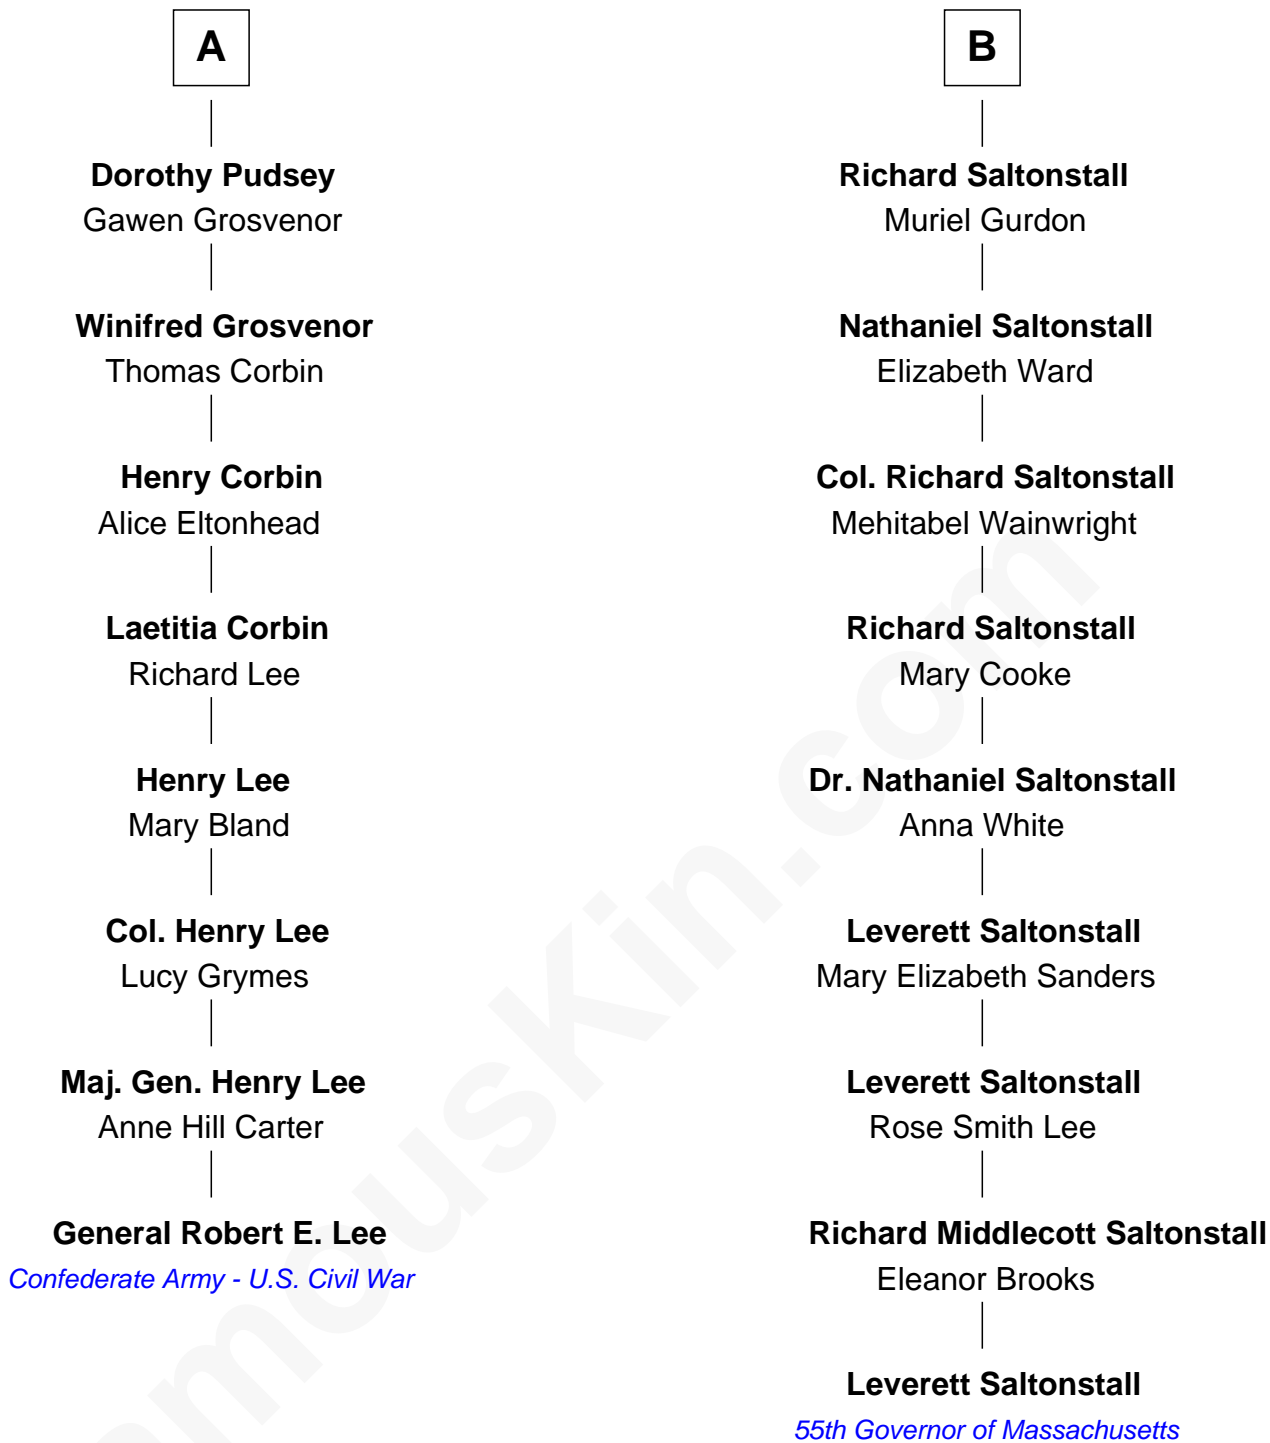 A
Dorothy Pudsey
Gawen Grosvenor
Winifred Grosvenor
Thomas Corbin
Henry Corbin
Alice Eltonhead
Laetitia Corbin
Richard Lee
Henry Lee
Mary Bland
Col. Henry Lee
Lucy Grymes
Maj. Gen. Henry Lee
Anne Hill Carter
General Robert E. Lee
Confederate Army - U.S. Civil War
B
Richard Saltonstall
Muriel Gurdon
Nathaniel Saltonstall
Elizabeth Ward
Col. Richard Saltonstall
Mehitabel Wainwright
Richard Saltonstall
Mary Cooke
Dr. Nathaniel Saltonstall
Anna White
Leverett Saltonstall
Mary Elizabeth Sanders
Leverett Saltonstall
Rose Smith Lee
Richard Middlecott Saltonstall
Eleanor Brooks
Leverett Saltonstall
55th Governor of Massachusetts
amouskin.com